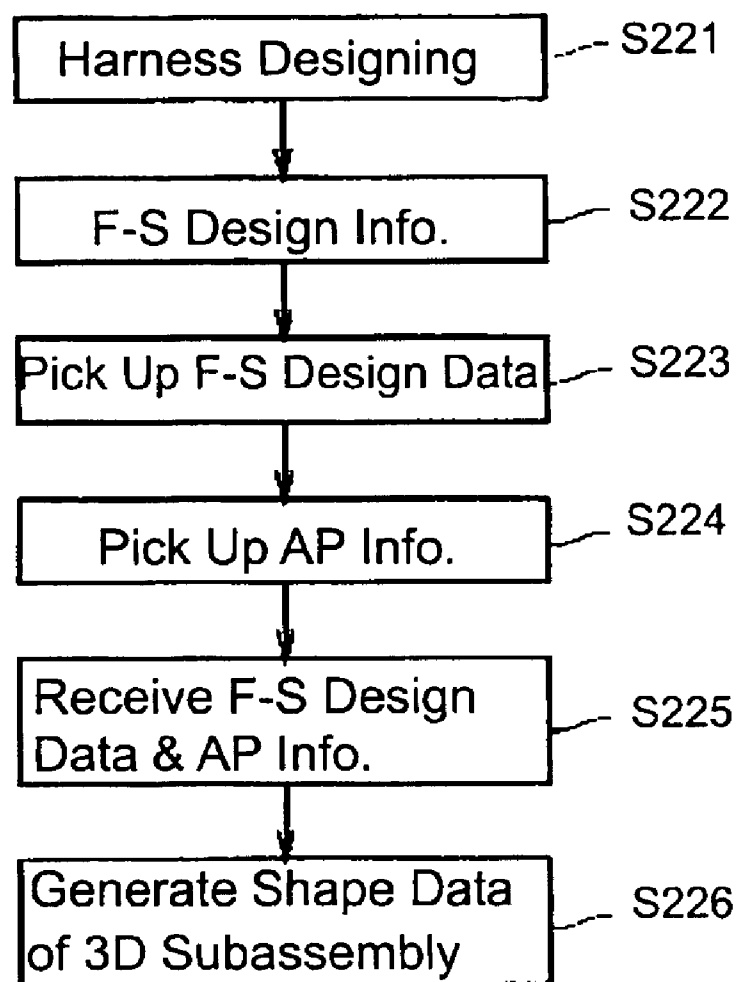 Harness Designing
S221
F-S Design Info.
S222
Pick Up F-S Design Data
S223
Pick Up AP Info.
S224
Receive F-S Design
Data & AP Info.
S225
Generate Shape Data
of 3D Subassembly
S226